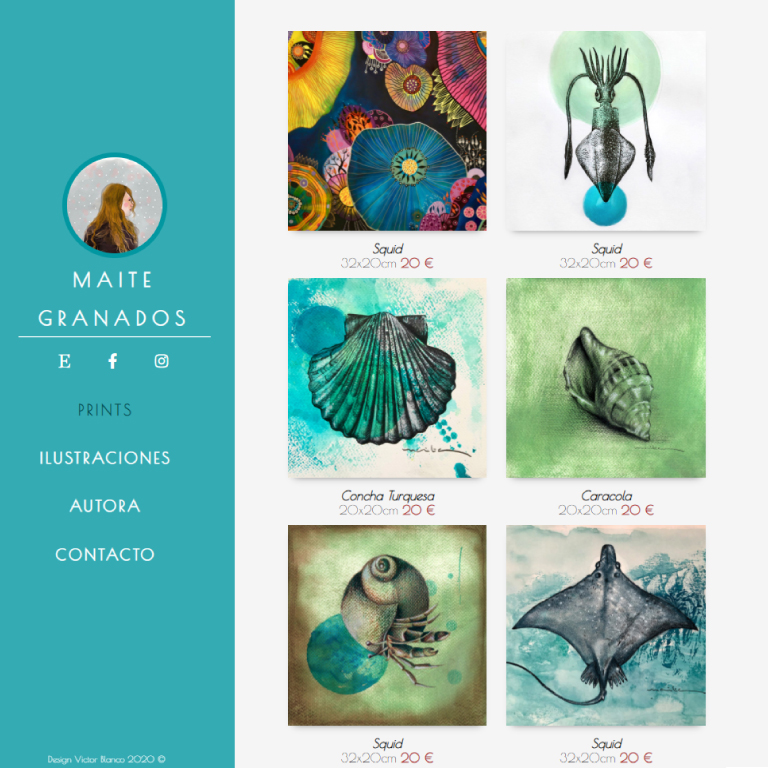 MAITE
GRANADOS
PRINTS
ILUSTRACIONES
AUTORA
CONTACTO
Design Victor Blanco 2020 ©
Squid
32x20cm 20 €
Squid
32x20cm 20 €
Concha Turquesa
20x20cm 20 €
Caracola
20x20cm 20 €
Squid
32x20cm 20 €
Squid
32x20cm 20 €